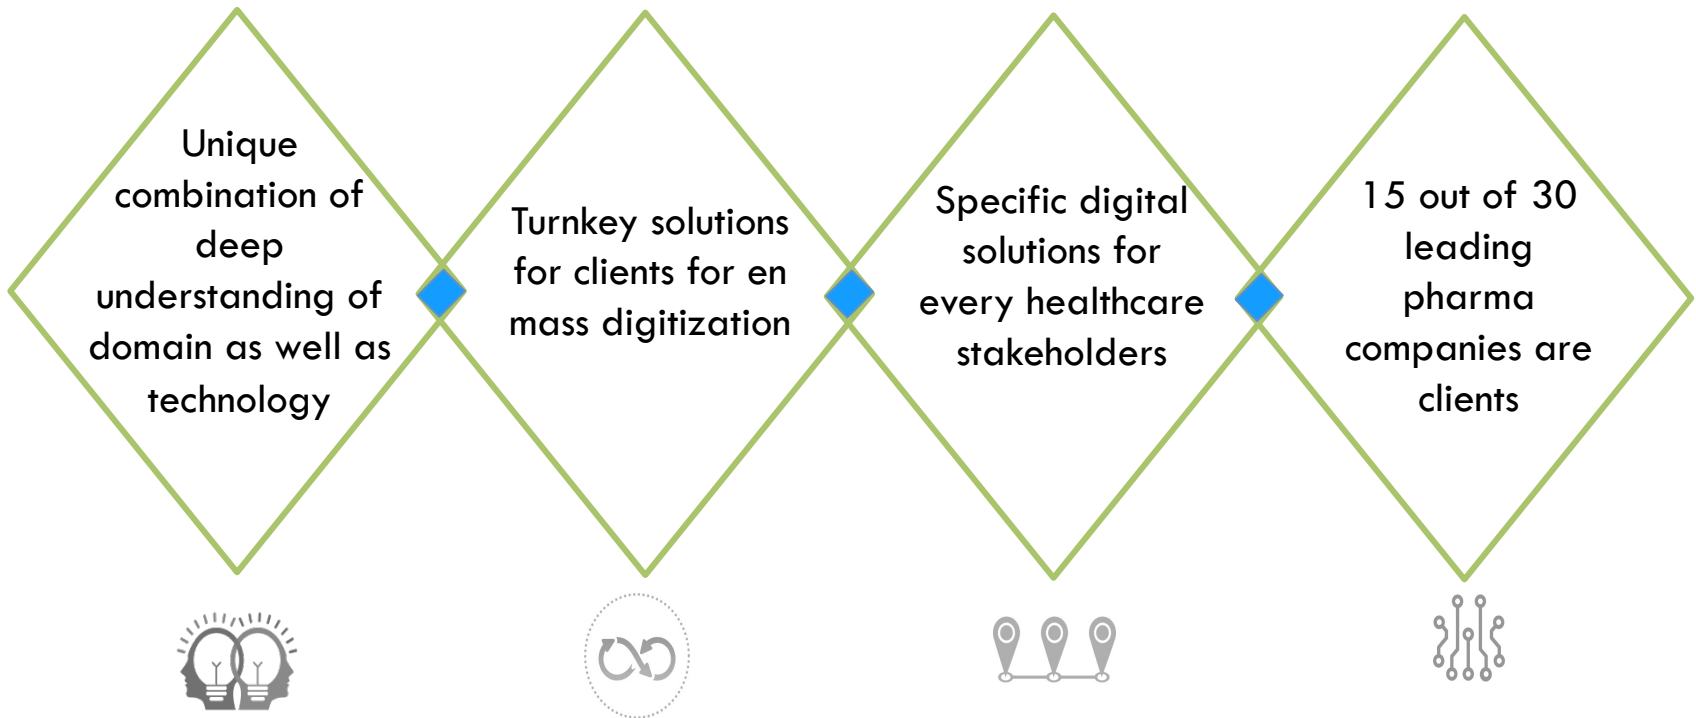 Unique
combination of
deep
understanding of
domain as well as
technology
Turnkey solutions
for clients for en
mass digitization
Specific digital
solutions for
every healthcare
stakeholders
15 out of 30
leading
pharma
companies are
clients